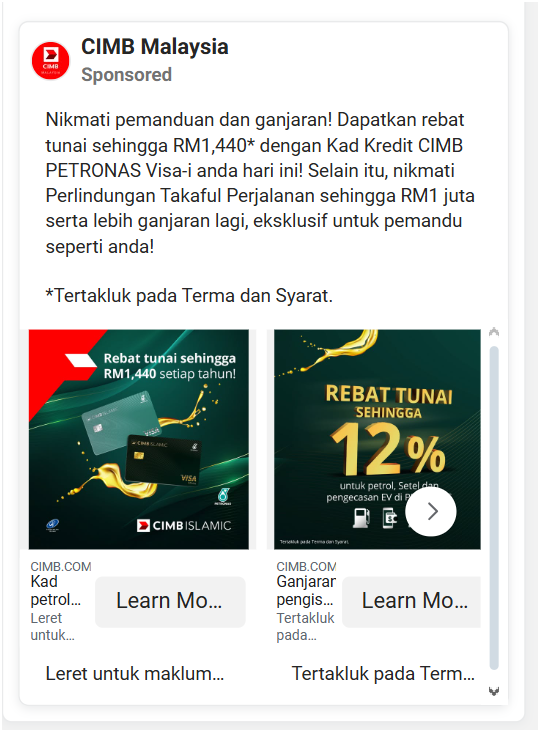 CIMB Malaysia
Sponsored
Nikmati pemanduan dan ganjaran! Dapatkan rebat
tunai sehingga RM1,440* dengan Kad Kredit CIMB
PETRONAS Visa-i anda hari ini! Selain itu, nikmati
Perlindungan Takaful Perjalanan sehingga RM1 juta
serta lebih ganjaran lagi, eksklusif untuk pemandu
seperti anda!
*Tertakluk pada Terma dan Syarat.
Rebat tunai sehingga
RM1,440 setiap tahun!
CIMB ISLAMIC
VISA
PETRONAS
CIMB ISLAMIC
REBAT TUNAI
SEHINGGA
12%
untuk petrol, Setel dan
pengecasan EV di
Tertakluk pada Terma dan Syarat.
CIMB.COM
Kad
petrol...
Leret
untuk...
Learn Mo...
Leret untuk maklum...
CIMB.COM
Ganjaran
pengis...
Tertakluk
pada...
Learn Mo...
Tertakluk pada Term...